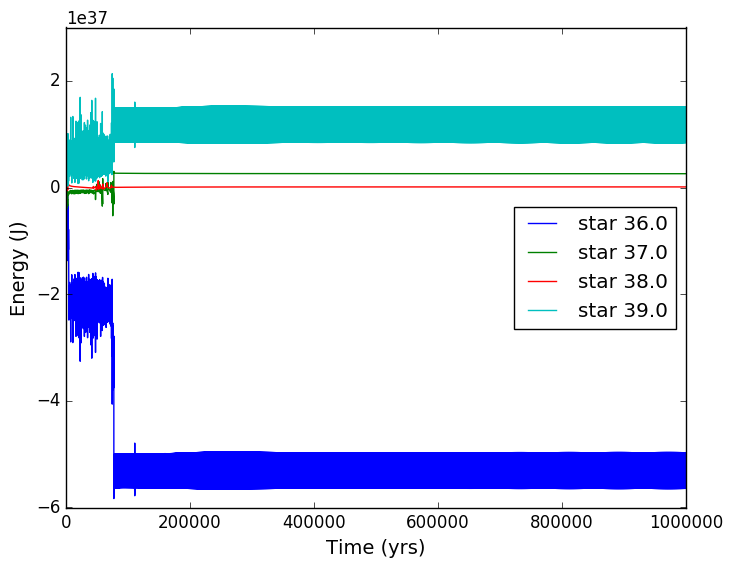 1e37
2
0
−2
−4
−6
Energy (J)
star 36.0
star 37.0
star 38.0
star 39.0
0 200000 400000 600000 800000 1000000
Time (yrs)